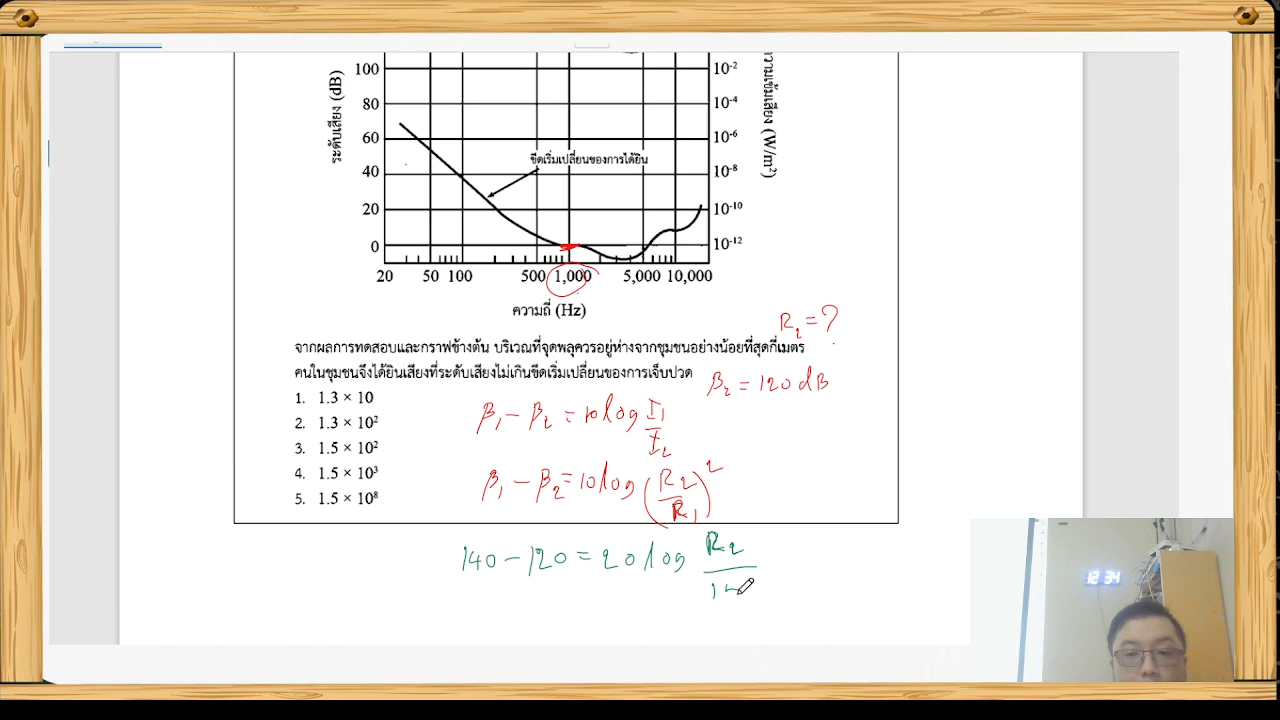 100
80
60
40
20
0
ระดับเสียง (dB)
10-2
10-4
10-6
10-8
10-10
10-12
ความเข้มเสียง (W/m2)
ขีดเริ่มเปลี่ยนของการได้ยิน
20 50 100 500 1,000 5,000 10,000
ความถี่ (Hz)
R2 = ?
จากผลการทดสอบและกราฟข้างต้น บริเวณที่จุดพลุควรอยู่ห่างจากชุมชนอย่างน้อยที่สุดกี่เมตร
คนในชุมชนจึงได้ยินเสียงที่ระดับเสียงไม่เกินขีดเริ่มเปลี่ยนของการเจ็บปวด
β2 = 120 dB
1. 1.3 × 10
2. 1.3 × 10²
3. 1.5 × 10²
4. 1.5 × 10³
5. 1.5 × 10⁸
β1 - β2 = 10 log I1/I2
β1 - β2 = 10 log (R2/R1)²
140 - 120 = 20 log R2/15
12:34